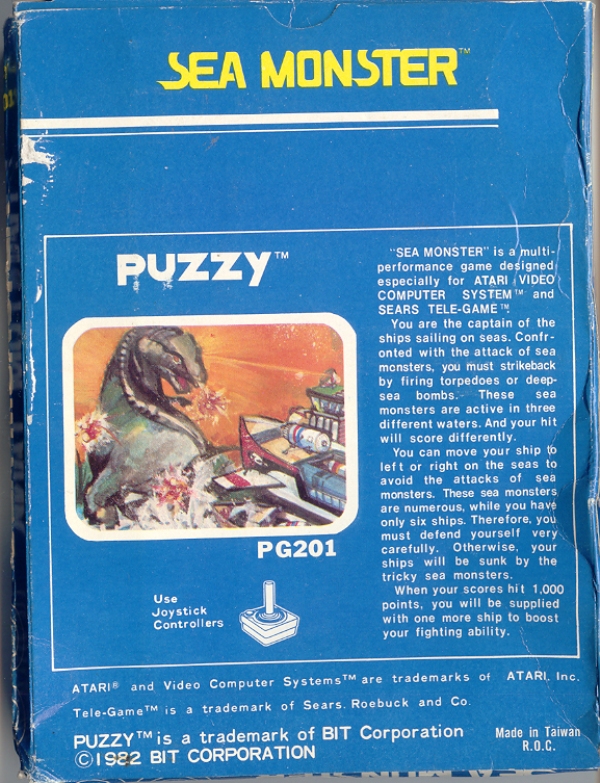 SEA MONSTER™
PUZZY™
"SEA MONSTER" is a multi-
performance game designed
especially for ATARI VIDEO
COMPUTER SYSTEM™ and
SEARS TELE-GAME™.
You are the captain of the
ships sailing on seas. Confr-
onted with the attack of sea
monsters, you must strikeback
by firing torpedoes or deep-
sea bombs. These sea
monsters are active in three
different waters. And your hit
will score differently.
You can move your ship to
left or right on the seas to
avoid the attacks of sea
monsters. These sea monsters
are numerous, while you have
only six ships. Therefore, you
must defend yourself very
carefully. Otherwise, your
ships will be sunk by the
tricky sea monsters.
When your scores hit 1,000
points, you will be supplied
with one more ship to boost
your fighting ability.
PG201
Use
Joystick
Controllers
ATARI® and Video Computer Systems™ are trademarks of ATARI, Inc.
Tele-Game™ is a trademark of Sears. Roebuck and Co.
PUZZY™ is a trademark of BIT Corporation
©1982 BIT CORPORATION
Made in Taiwan
R.O.C.